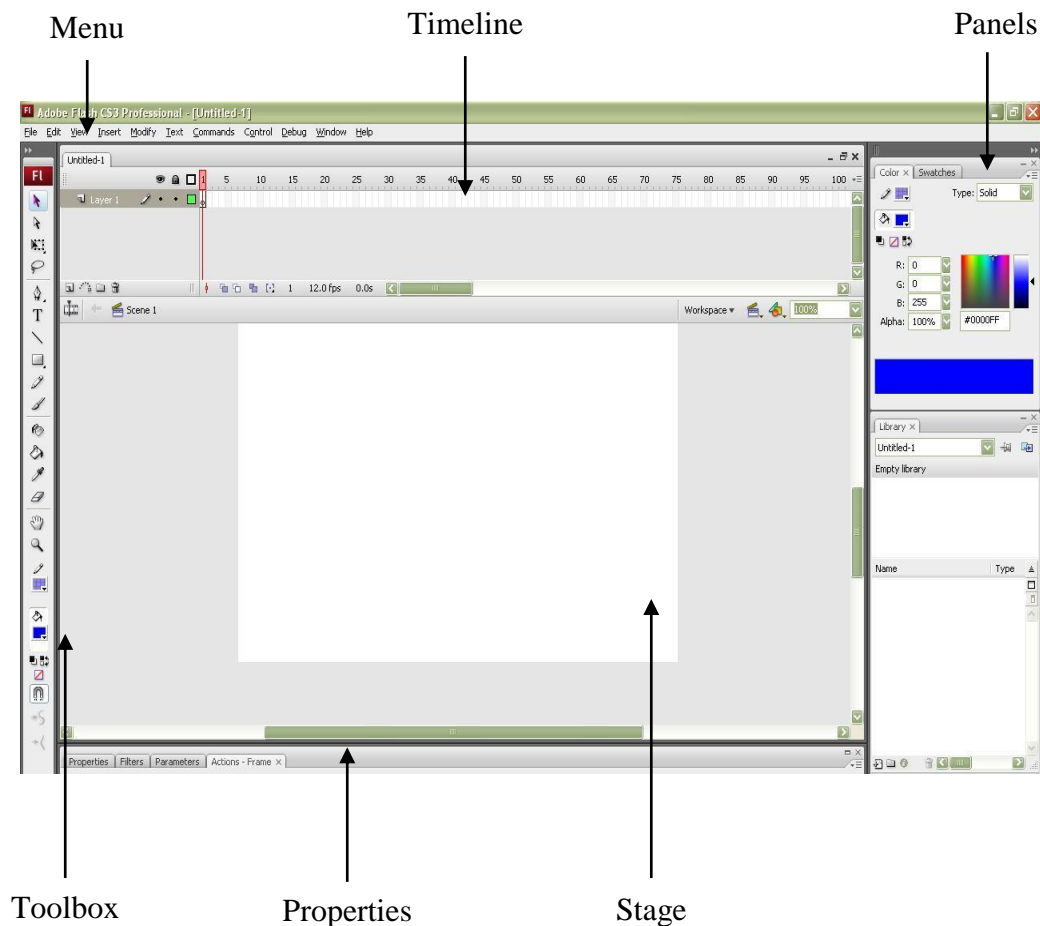 Menu Timeline Panels
Adobe Flash CS3 Professional - [Untitled-1]
File Edit View Insert Modify Text Commands Control Debug Window Help
Untitled-1
Fl
1 5 10 15 20 25 30 35 40 45 50 55 60 65 70 75 80 85 90 95 100
Layer 1
1 12.0 fps 0.0s
Scene 1 Workspace 100%
T
Color Swatches
Type: Solid
R: 0
G: 0
B: 255
Alpha: 100% #0000FF
Library
Untitled-1
Empty library
Name Type
Properties Filters Parameters Actions - Frame
Toolbox Properties Stage